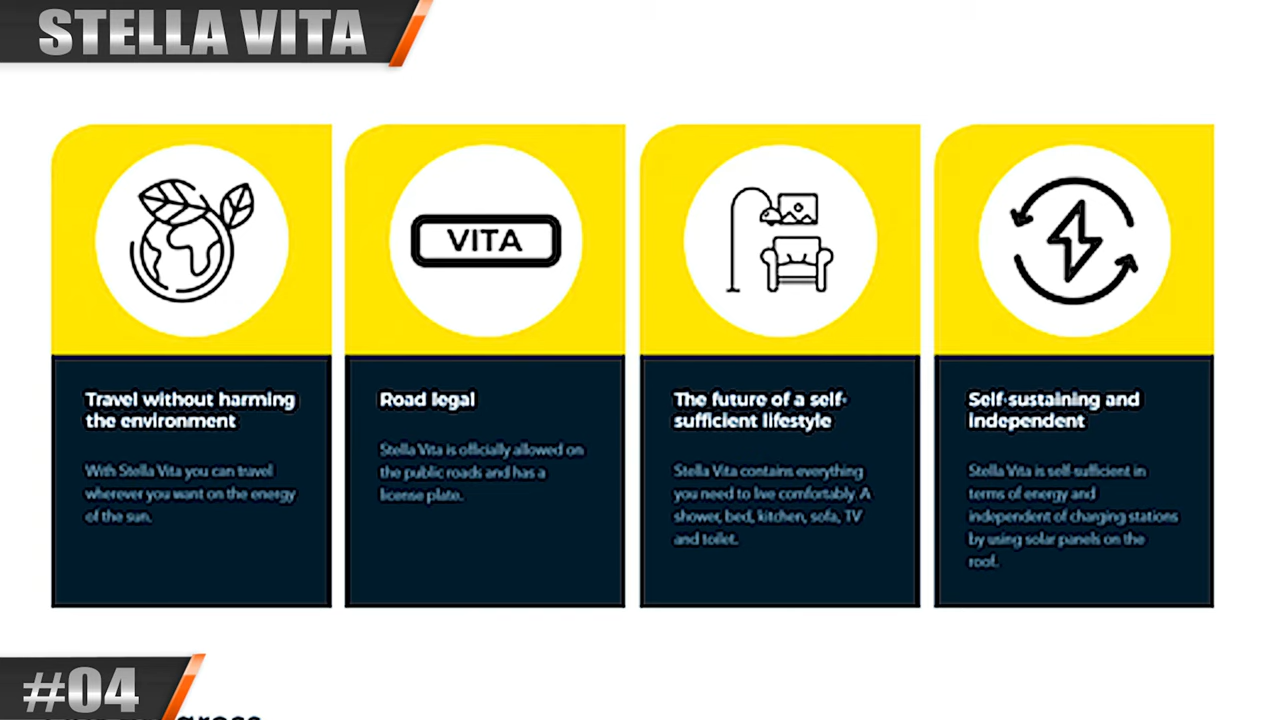 STELLA VITA
VITA
Travel without harming
the environment
With Stella Vita you can travel
wherever you want on the energy
of the sun.
Road legal
Stella Vita is officially allowed on
the public roads and has a
license plate.
The future of a self-
sufficient lifestyle
Stella Vita contains everything
you need to live comfortably. A
shower, bed, kitchen, sofa, TV
and toilet.
Self-sustaining and
independent
Stella Vita is self-sufficient in
terms of energy and
independent of charging stations
by using solar panels on the
roof.
#04